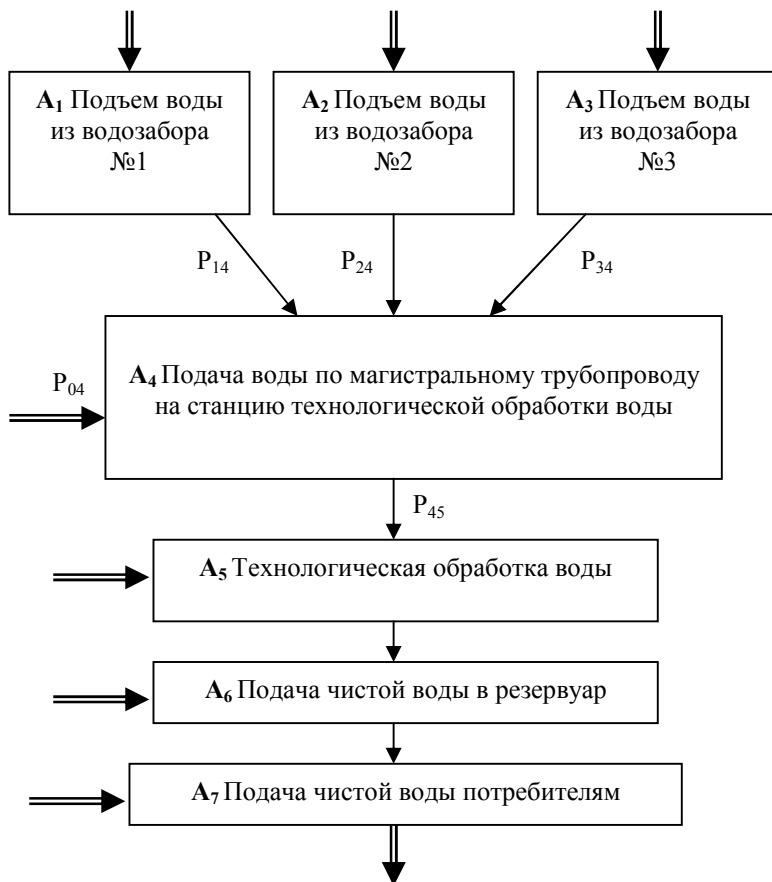 A₁ Подъем воды
из водозабора
№1
A₂ Подъем воды
из водозабора
№2
A₃ Подъем воды
из водозабора
№3
P₁₄
P₂₄
P₃₄
P₀₄
A₄ Подача воды по магистральному трубопроводу
на станцию технологической обработки воды
P₄₅
A₅ Технологическая обработка воды
A₆ Подача чистой воды в резервуар
A₇ Подача чистой воды потребителям